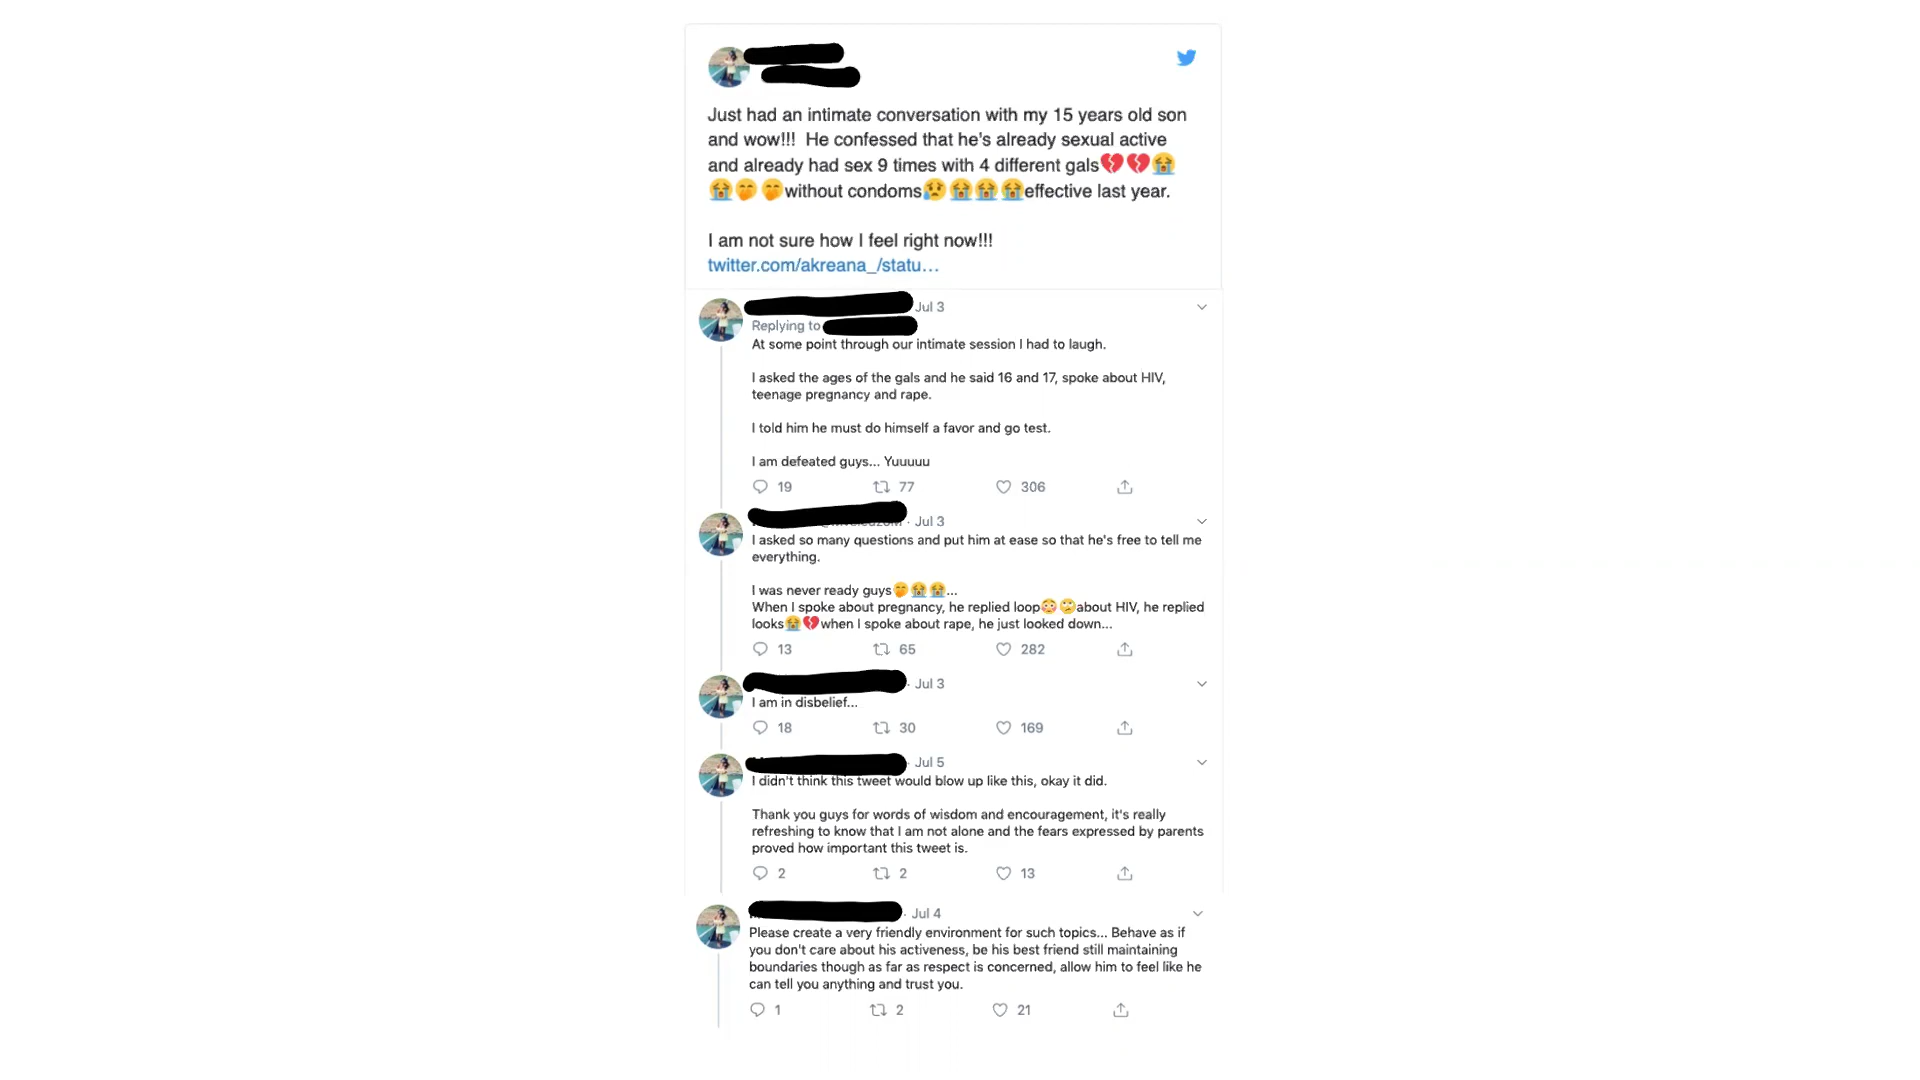 Just had an intimate conversation with my 15 years old son
and wow!!! He confessed that he's already sexual active
and already had sex 9 times with 4 different gals💔💔😭
😭🤭🤭without condoms😥😭😭😭effective last year.
I am not sure how I feel right now!!!
twitter.com/akreana_/statu…
Jul 3
Replying to
At some point through our intimate session I had to laugh.
I asked the ages of the gals and he said 16 and 17, spoke about HIV,
teenage pregnancy and rape.
I told him he must do himself a favor and go test.
I am defeated guys... Yuuuuu
19 77 306
· Jul 3
I asked so many questions and put him at ease so that he's free to tell me
everything.
I was never ready guys🤭😭😭...
When I spoke about pregnancy, he replied loop😳🙄about HIV, he replied
looks😭💔when I spoke about rape, he just looked down...
13 65 282
· Jul 3
I am in disbelief...
18 30 169
· Jul 5
I didn't think this tweet would blow up like this, okay it did.
Thank you guys for words of wisdom and encouragement, it's really
refreshing to know that I am not alone and the fears expressed by parents
proved how important this tweet is.
2 2 13
· Jul 4
Please create a very friendly environment for such topics... Behave as if
you don't care about his activeness, be his best friend still maintaining
boundaries though as far as respect is concerned, allow him to feel like he
can tell you anything and trust you.
1 2 21